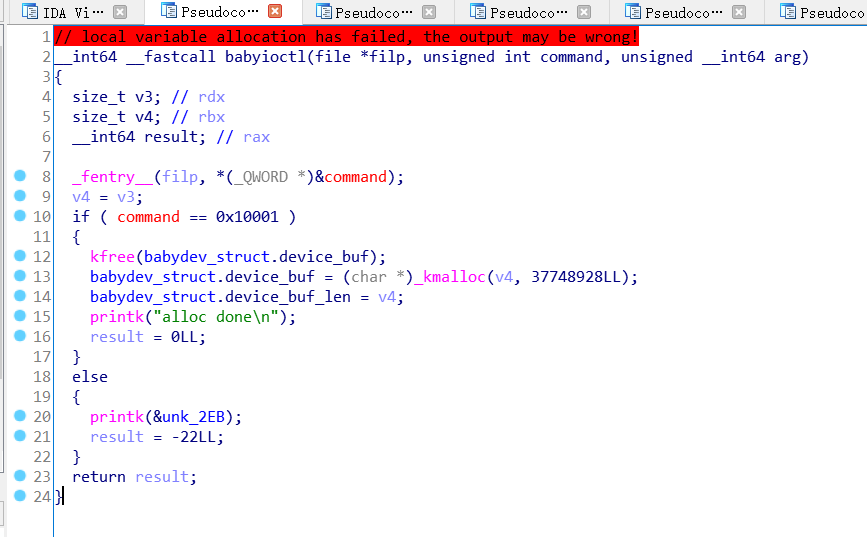 IDA Vi··· Pseudoco··· Pseudoco··· Pseudoco··· Pseudoco··· Pseudoco
1 // local variable allocation has failed, the output may be wrong!
2 __int64 __fastcall babyioctl(file *filp, unsigned int command, unsigned __int64 arg)
3 {
4 size_t v3; // rdx
5 size_t v4; // rbx
6 __int64 result; // rax
7
8 _fentry__(filp, *(_QWORD *)&command);
9 v4 = v3;
10 if ( command == 0x10001 )
11 {
12 kfree(babydev_struct.device_buf);
13 babydev_struct.device_buf = (char *)_kmalloc(v4, 37748928LL);
14 babydev_struct.device_buf_len = v4;
15 printk("alloc done\n");
16 result = 0LL;
17 }
18 else
19 {
20 printk(&unk_2EB);
21 result = -22LL;
22 }
23 return result;
24 }